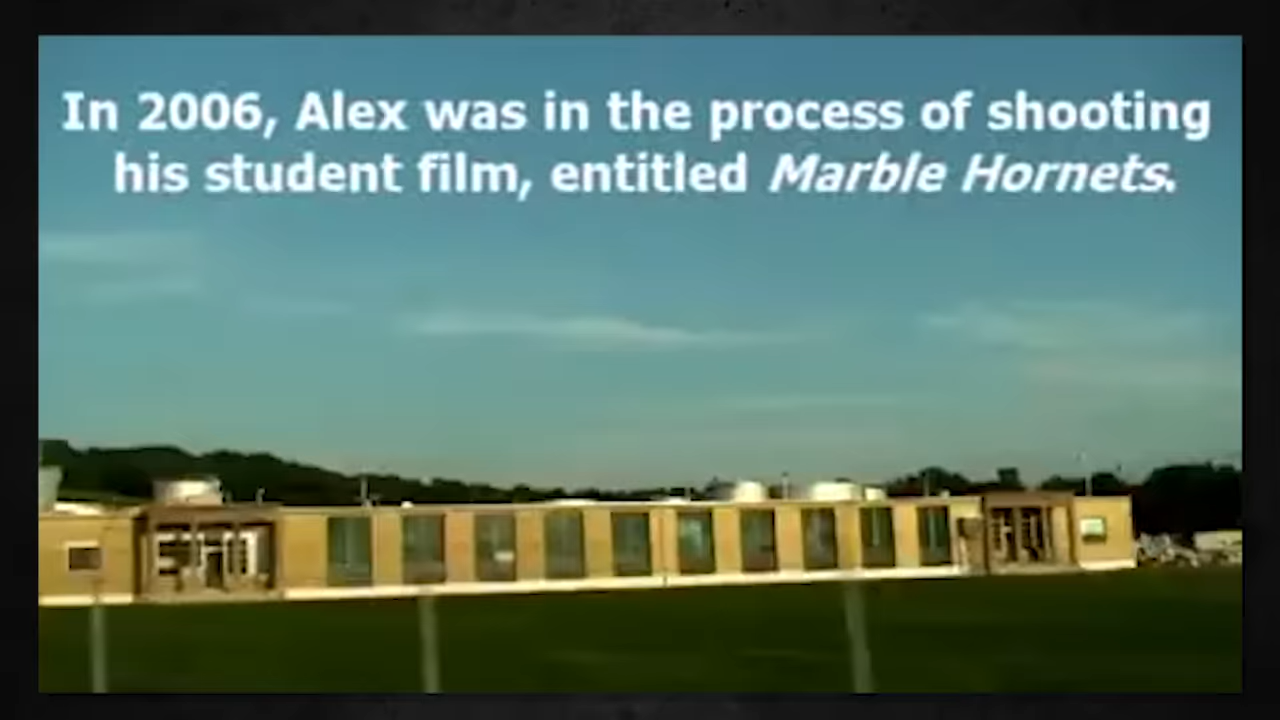 In 2006, Alex was in the process of shooting
his student film, entitled Marble Hornets.